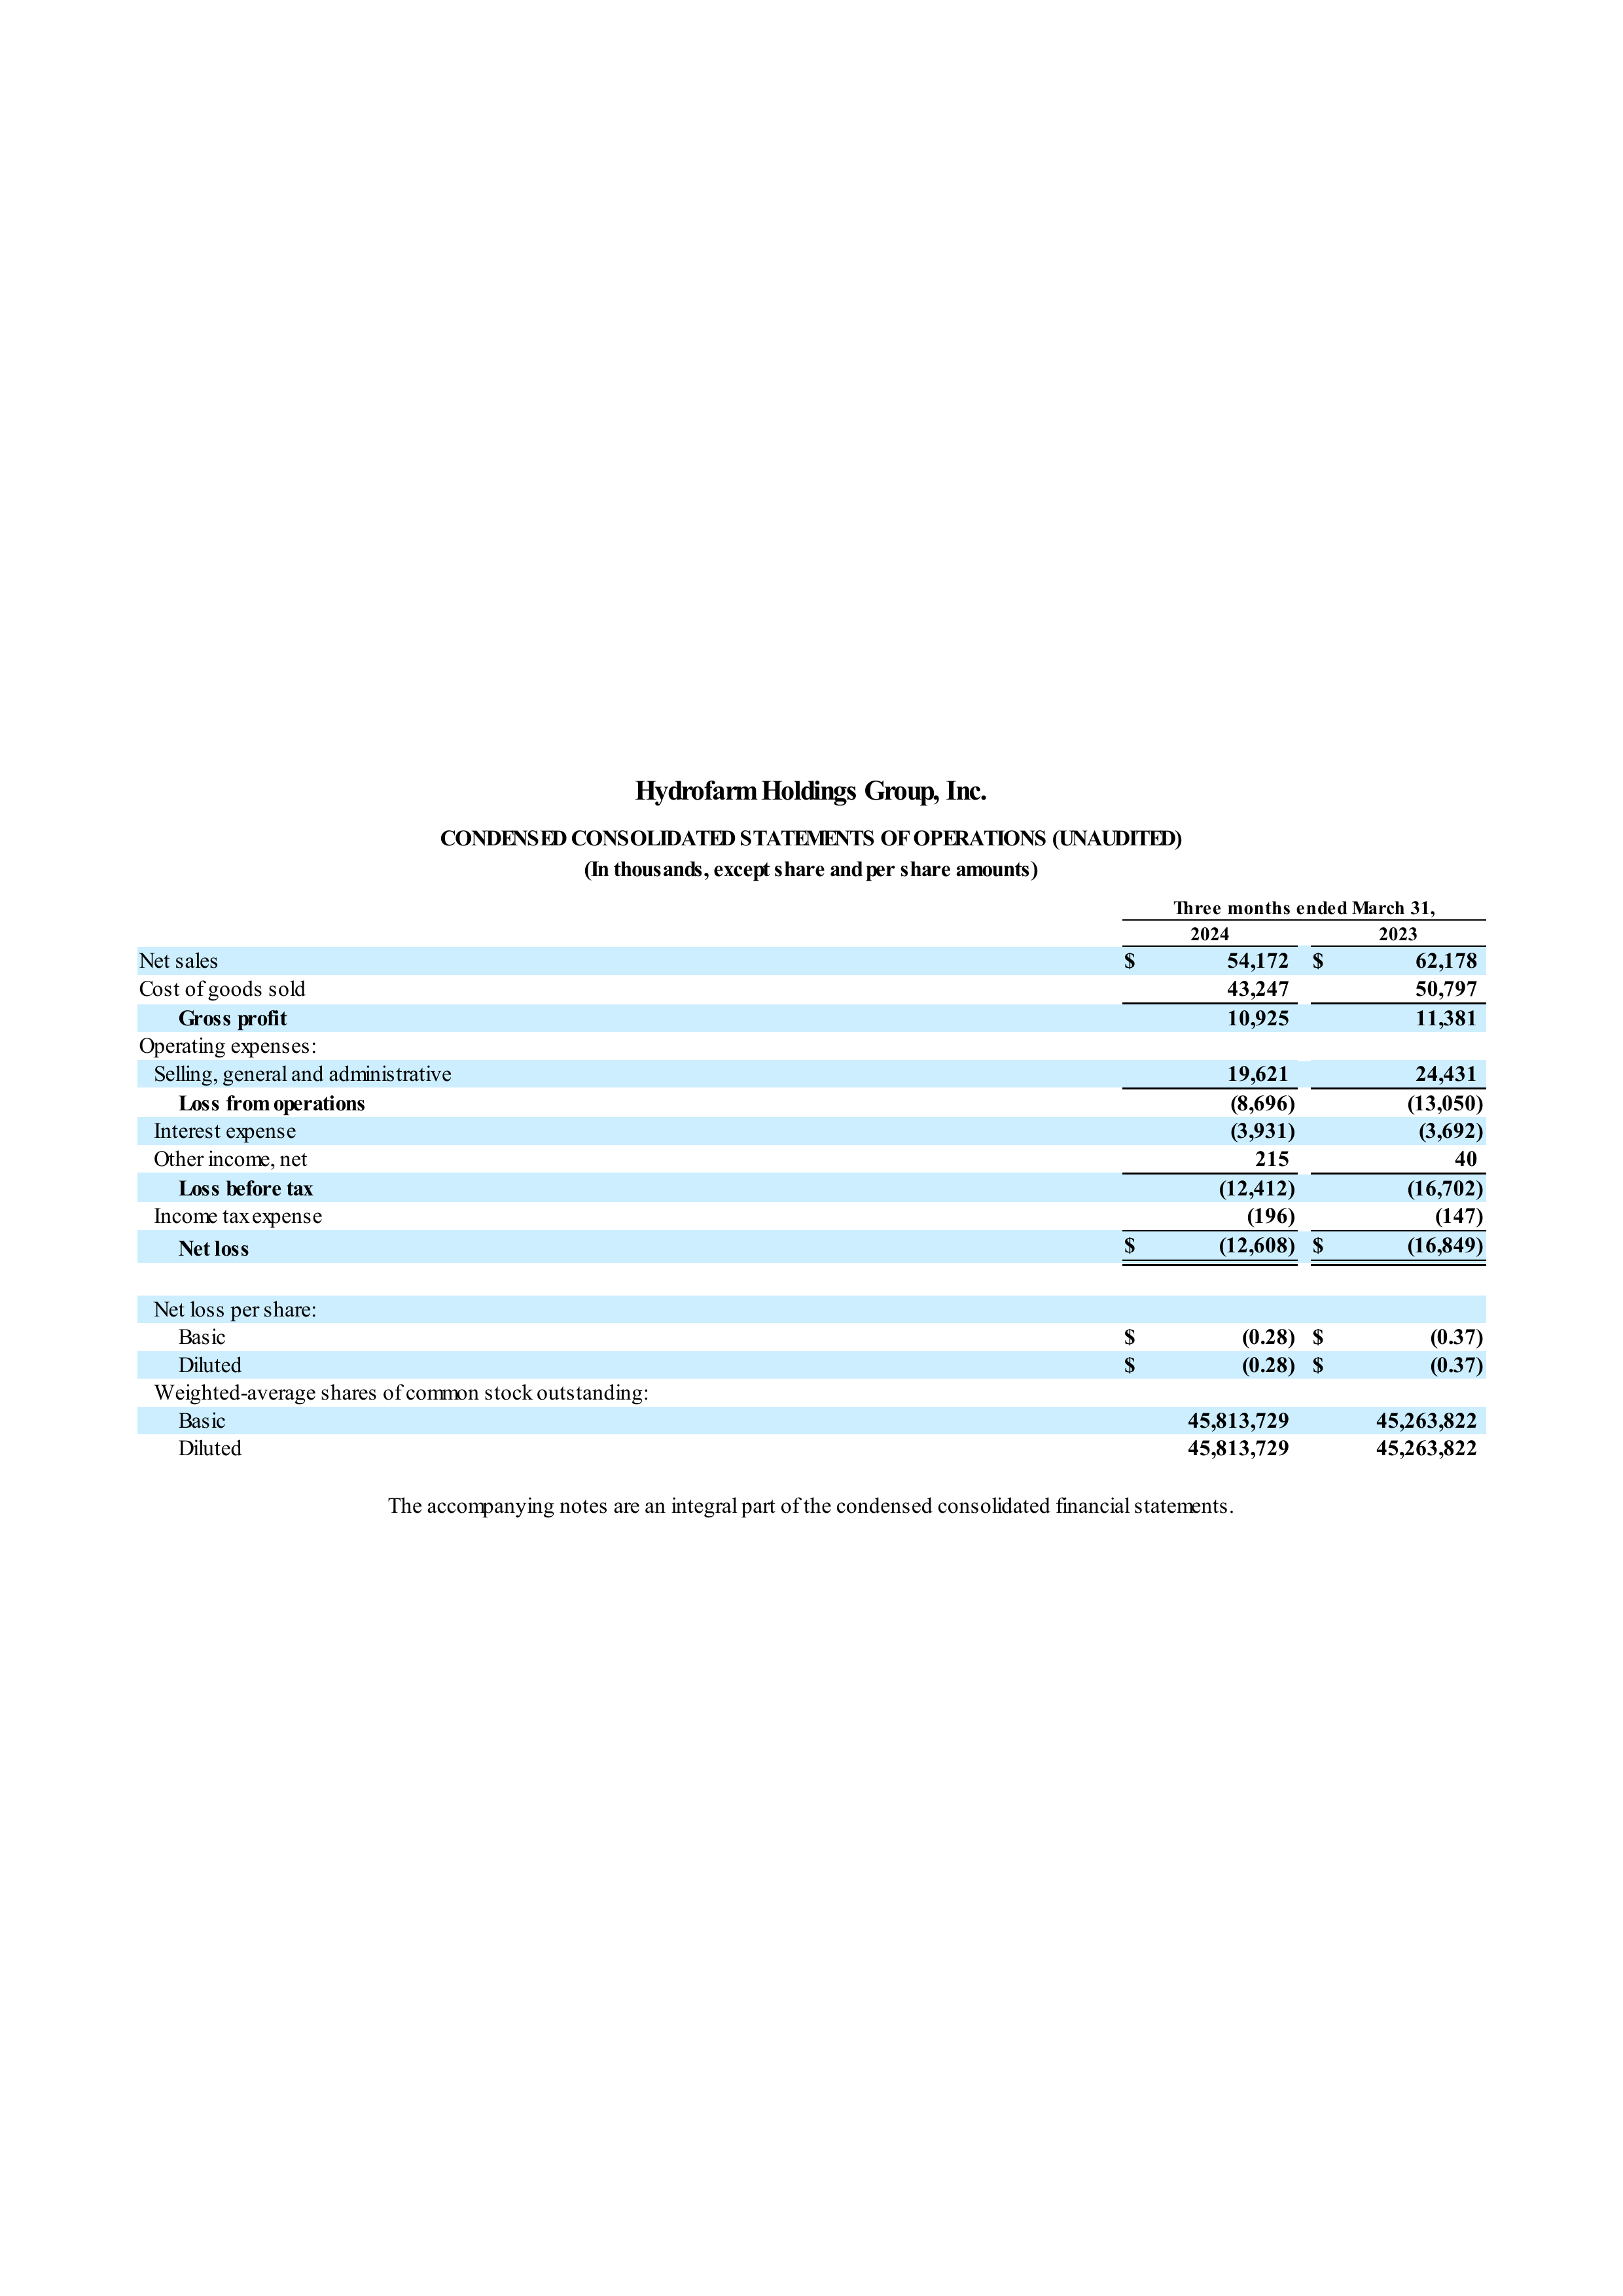 Hydrofarm Holdings Group, Inc.
CONDENSED CONSOLIDATED STATEMENTS OF OPERATIONS (UNAUDITED)
(In thousands, except share and per share amounts)
Three months ended March 31,
2024 2023
Net sales $ 54,172 $ 62,178
Cost of goods sold 43,247 50,797
Gross profit 10,925 11,381
Operating expenses:
Selling, general and administrative 19,621 24,431
Loss from operations (8,696) (13,050)
Interest expense (3,931) (3,692)
Other income, net 215 40
Loss before tax (12,412) (16,702)
Income tax expense (196) (147)
Net loss $ (12,608) $ (16,849)
Net loss per share:
Basic $ (0.28) $ (0.37)
Diluted $ (0.28) $ (0.37)
Weighted-average shares of common stock outstanding:
Basic 45,813,729 45,263,822
Diluted 45,813,729 45,263,822
The accompanying notes are an integral part of the condensed consolidated financial statements.